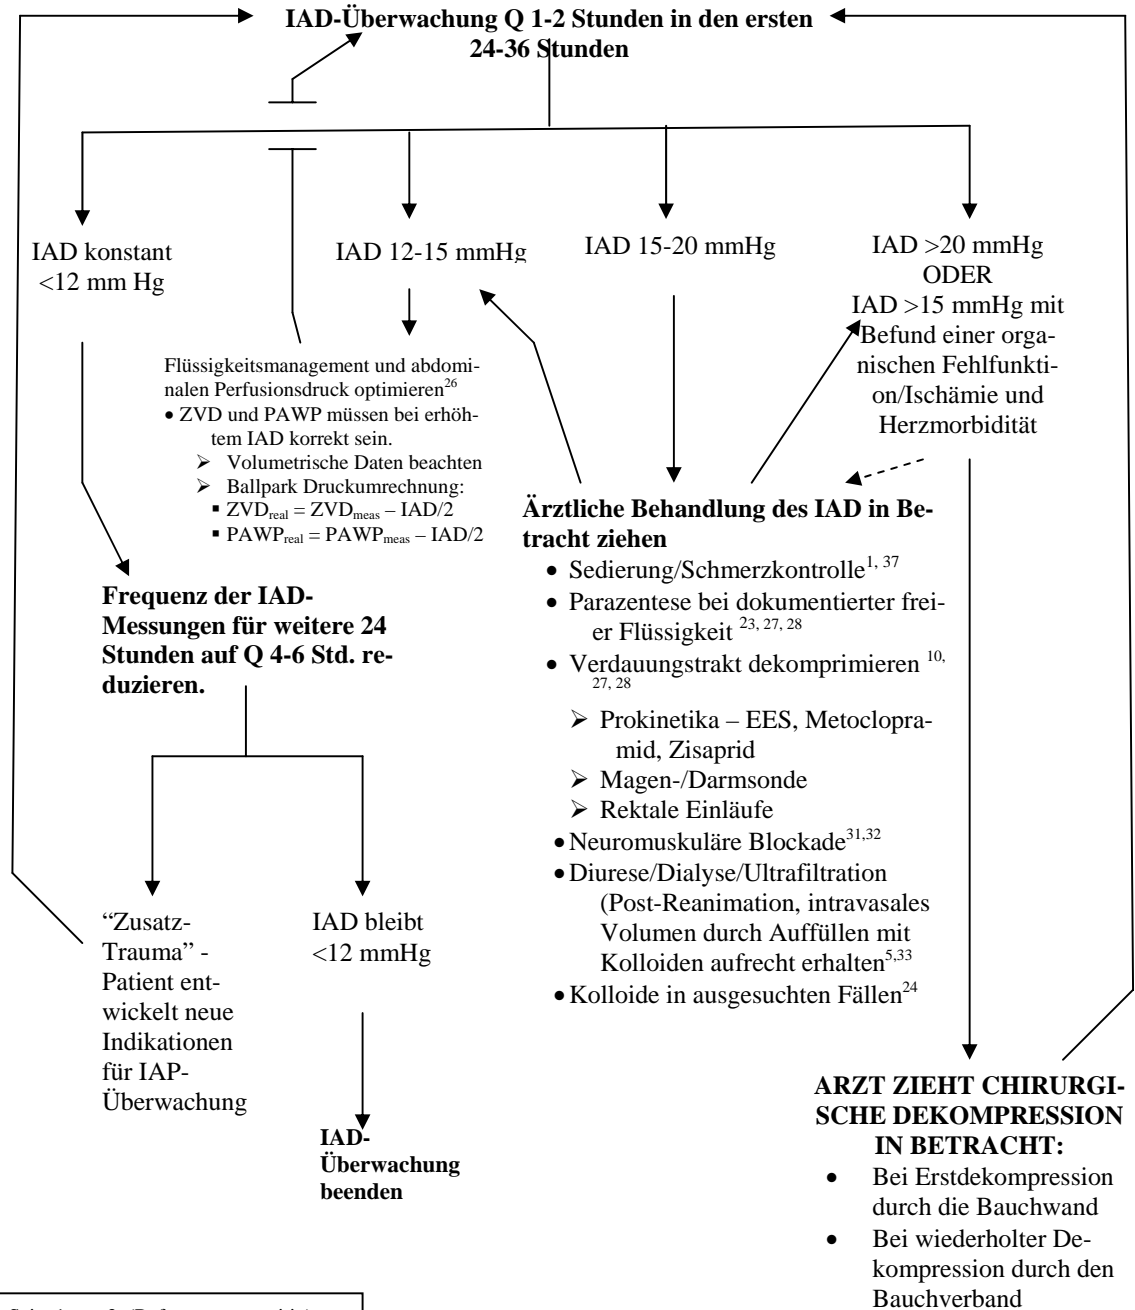 IAD-Überwachung Q 1-2 Stunden in den ersten
24-36 Stunden
IAD konstant
<12 mm Hg
IAD 12-15 mmHg
IAD 15-20 mmHg
IAD >20 mmHg
ODER
IAD >15 mmHg mit
Befund einer orga-
nischen Fehlfunkti-
on/Ischämie und
Herzmorbidität
Flüssigkeitsmanagement und abdomi-
nalen Perfusionsdruck optimieren26
• ZVD und PAWP müssen bei erhöh-
tem IAD korrekt sein.
➢ Volumetrische Daten beachten
➢ Ballpark Druckumrechnung:
▪ ZVDreal = ZVDmeas – IAD/2
▪ PAWPreal = PAWPmeas – IAD/2
Frequenz der IAD-
Messungen für weitere 24
Stunden auf Q 4-6 Std. re-
duzieren.
Ärztliche Behandlung des IAD in Be-
tracht ziehen
• Sedierung/Schmerzkontrolle1, 37
• Parazentese bei dokumentierter frei-
er Flüssigkeit 23, 27, 28
• Verdauungstrakt dekomprimieren 10,
27, 28
➢ Prokinetika – EES, Metoclopra-
mid, Zisaprid
➢ Magen-/Darmsonde
➢ Rektale Einläufe
• Neuromuskuläre Blockade31,32
• Diurese/Dialyse/Ultrafiltration
(Post-Reanimation, intravasales
Volumen durch Auffüllen mit
Kolloiden aufrecht erhalten5,33
• Kolloide in ausgesuchten Fällen24
“Zusatz-
Trauma” -
Patient ent-
wickelt neue
Indikationen
für IAP-
Überwachung
IAD bleibt
<12 mmHg
IAD-
Überwachung
beenden
ARZT ZIEHT CHIRURGI-
SCHE DEKOMPRESSION
IN BETRACHT:
• Bei Erstdekompression
durch die Bauchwand
• Bei wiederholter De-
kompression durch den
Bauchverband